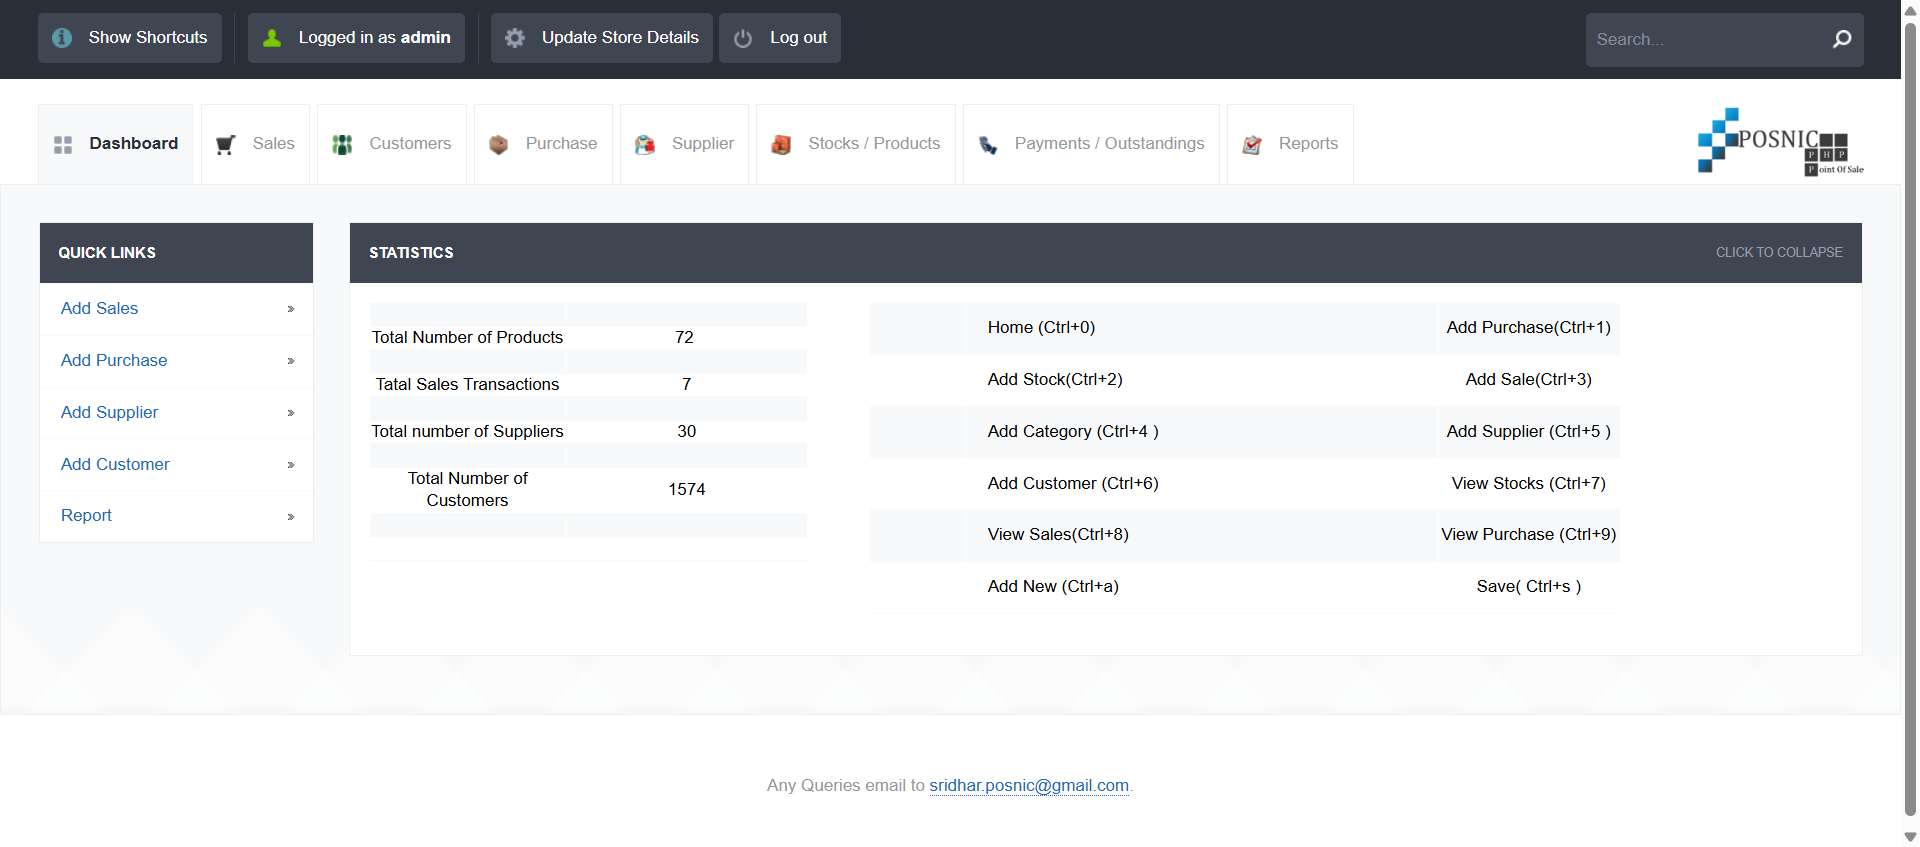 Show Shortcuts
Logged in as admin
Update Store Details
Log out
Search...
Dashboard
Sales
Customers
Purchase
Supplier
Stocks / Products
Payments / Outstandings
Reports
POSNIC
PHP
Point Of Sale
QUICK LINKS
Add Sales »
Add Purchase »
Add Supplier »
Add Customer »
Report »
STATISTICS
CLICK TO COLLAPSE
Total Number of Products 72
Tatal Sales Transactions 7
Total number of Suppliers 30
Total Number of
Customers 1574
Home (Ctrl+0) Add Purchase(Ctrl+1)
Add Stock(Ctrl+2) Add Sale(Ctrl+3)
Add Category (Ctrl+4 ) Add Supplier (Ctrl+5 )
Add Customer (Ctrl+6) View Stocks (Ctrl+7)
View Sales(Ctrl+8) View Purchase (Ctrl+9)
Add New (Ctrl+a) Save( Ctrl+s )
Any Queries email to sridhar.posnic@gmail.com.